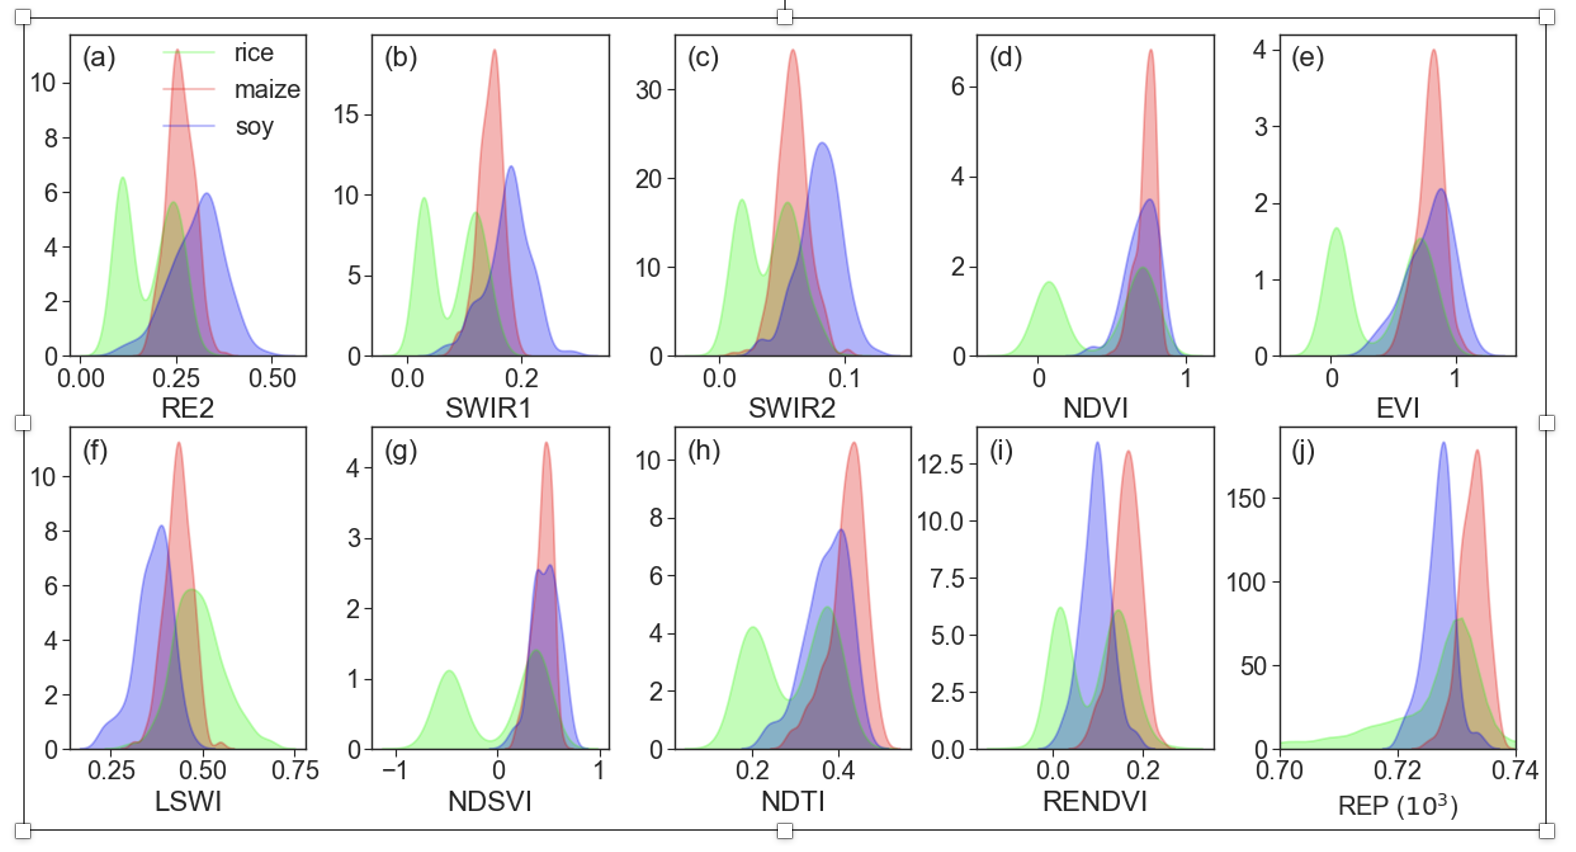 (a)
rice
maize
soy
10
8
6
4
2
0
0.00 0.25 0.50
RE2
(b)
15
10
5
0
0.0 0.2
SWIR1
(c)
30
20
10
0
0.0 0.1
SWIR2
(d)
6
4
2
0
0 1
NDVI
(e)
4
3
2
1
0
0 1
EVI
(f)
10
8
6
4
2
0
0.25 0.50 0.75
LSWI
(g)
4
3
2
1
0
−1 0 1
NDSVI
(h)
10
8
6
4
2
0
0.2 0.4
NDTI
(i)
12.5
10.0
7.5
5.0
2.5
0.0
0.0 0.2
RENDVI
(j)
150
100
50
0
0.70 0.72 0.74
REP (10³)